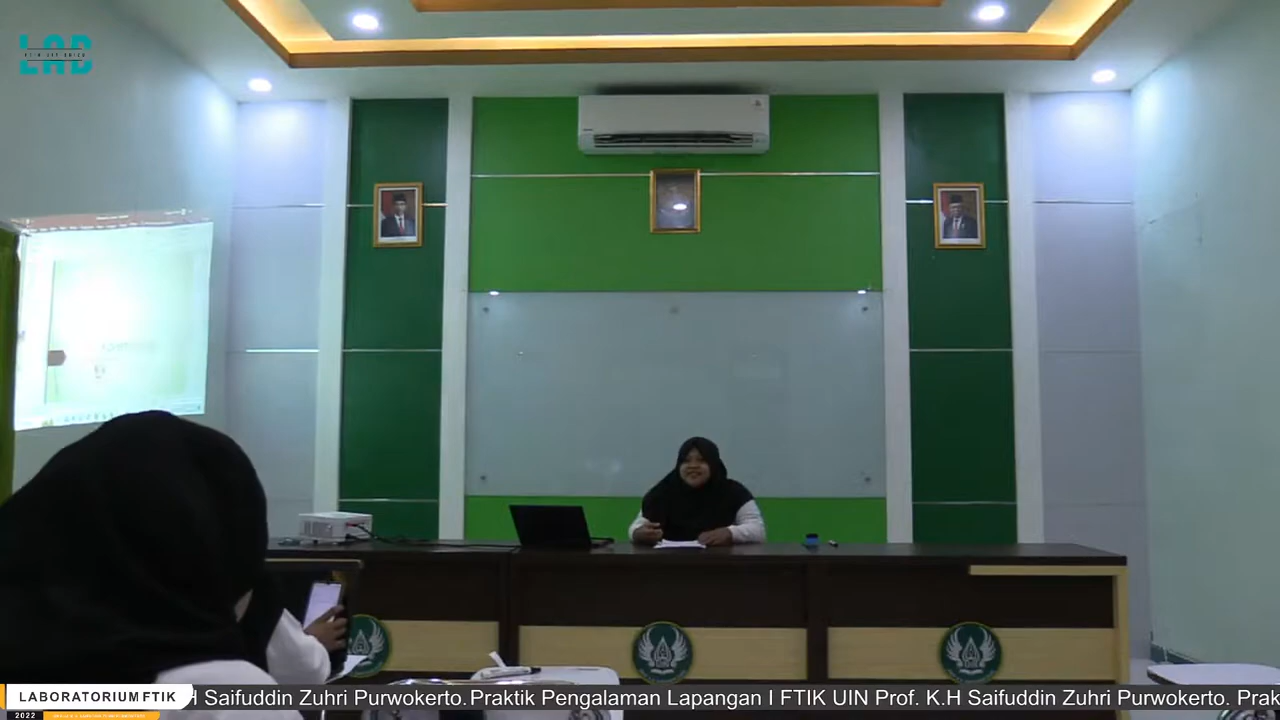 LAB
LABORATORIUM FTIK
H Saifuddin Zuhri Purwokerto. Praktik Pengalaman Lapangan I FTIK UIN Prof. K.H Saifuddin Zuhri Purwokerto. Prak
2022